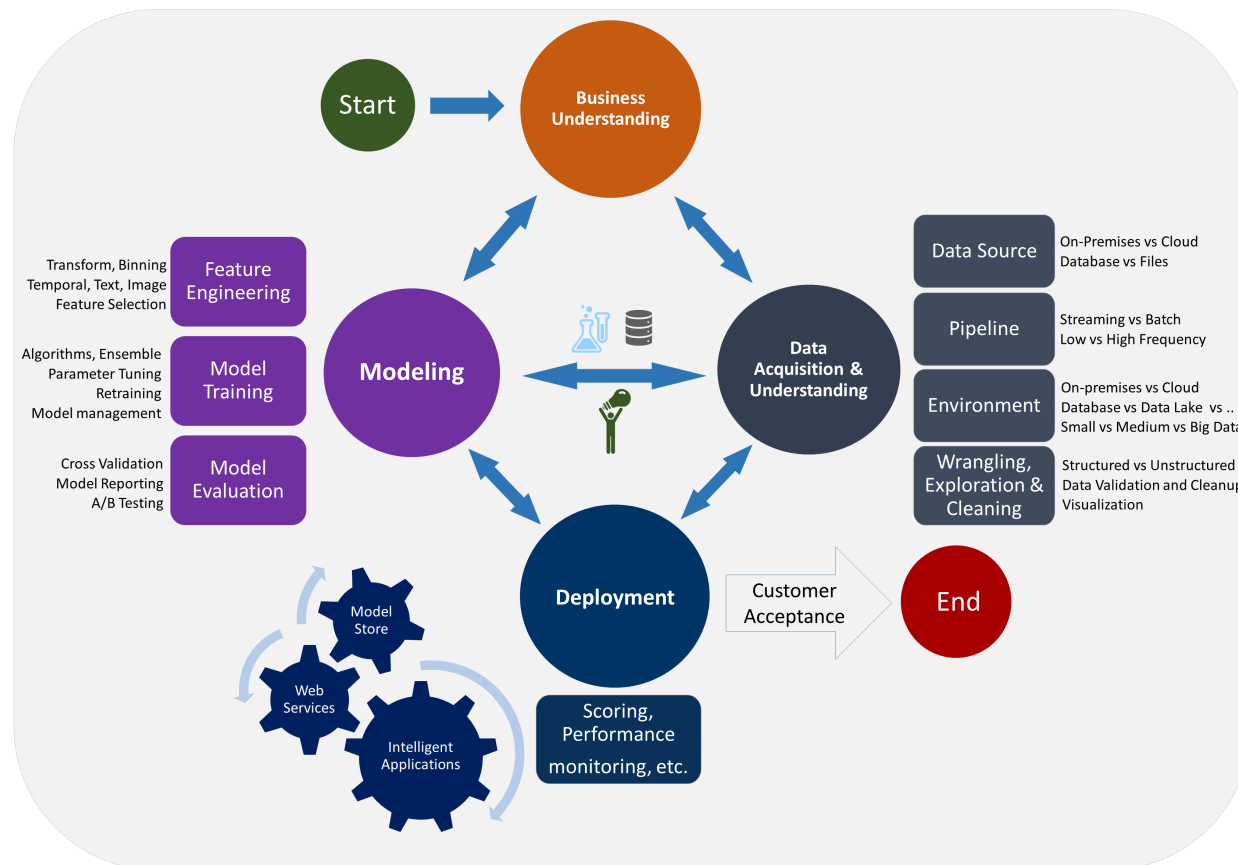 Start
Business
Understanding
Transform, Binning
Temporal, Text, Image
Feature Selection
Feature
Engineering
Algorithms, Ensemble
Parameter Tuning
Retraining
Model management
Model
Training
Cross Validation
Model Reporting
A/B Testing
Model
Evaluation
Modeling
Data
Acquisition &
Understanding
Data Source
On-Premises vs Cloud
Database vs Files
Pipeline
Streaming vs Batch
Low vs High Frequency
Environment
On-premises vs Cloud
Database vs Data Lake vs ..
Small vs Medium vs Big Data
Wrangling,
Exploration &
Cleaning
Structured vs Unstructured
Data Validation and Cleanup
Visualization
Deployment
Customer
Acceptance
End
Model
Store
Web
Services
Intelligent
Applications
Scoring,
Performance
monitoring, etc.